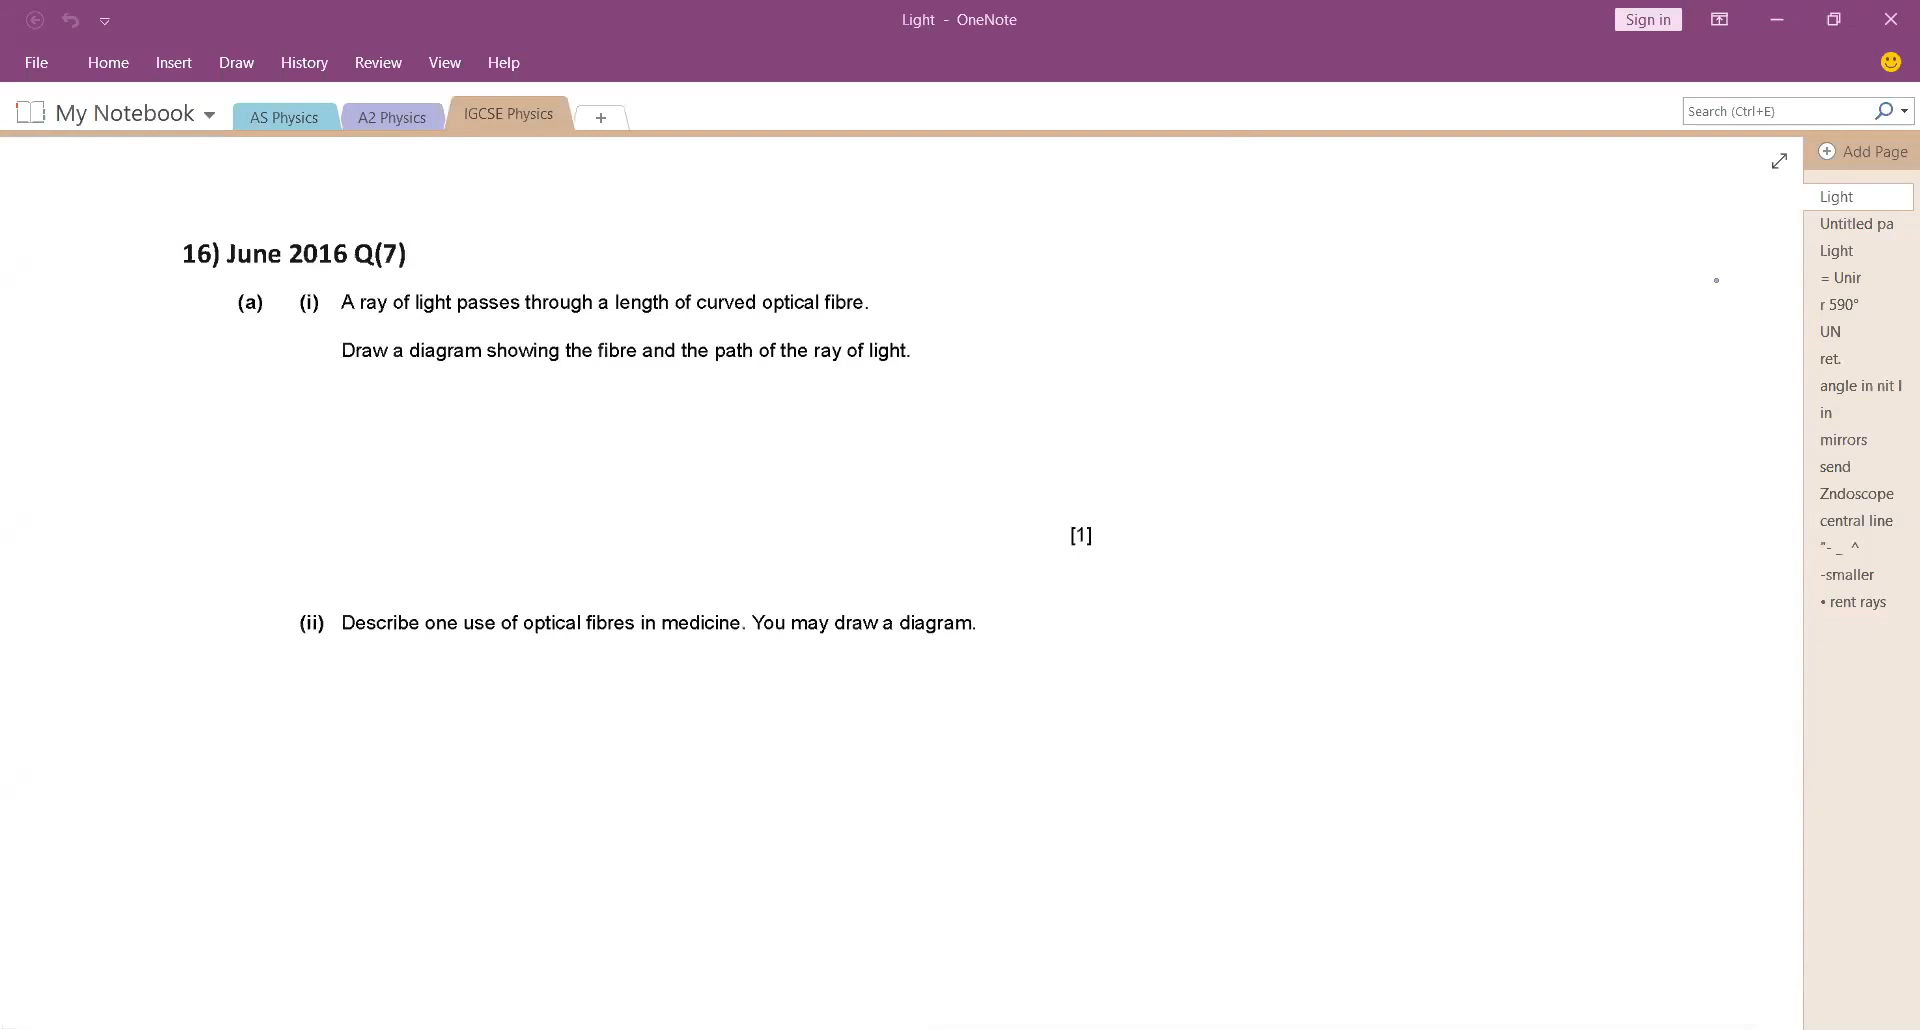 Light - OneNote
Sign in
File Home Insert Draw History Review View Help
My Notebook
AS Physics
A2 Physics
IGCSE Physics
+
Search (Ctrl+E)
Add Page
Light
Untitled pa
Light
= Unir
r 590°
UN
ret.
angle in nit I
in
mirrors
send
Zndoscope
central line
"- _ ^
-smaller
• rent rays
16) June 2016 Q(7)
(a) (i) A ray of light passes through a length of curved optical fibre.
Draw a diagram showing the fibre and the path of the ray of light.
[1]
(ii) Describe one use of optical fibres in medicine. You may draw a diagram.